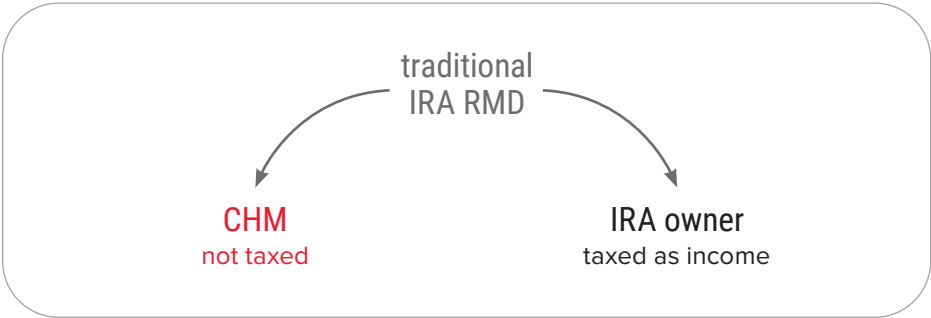 traditional
IRA RMD
CHM
not taxed
IRA owner
taxed as income